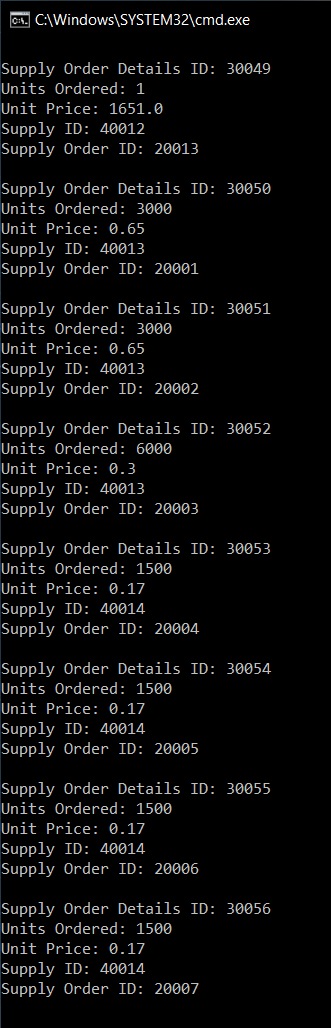 C:\Windows\SYSTEM32\cmd.exe
Supply Order Details ID: 30049
Units Ordered: 1
Unit Price: 1651.0
Supply ID: 40012
Supply Order ID: 20013
Supply Order Details ID: 30050
Units Ordered: 3000
Unit Price: 0.65
Supply ID: 40013
Supply Order ID: 20001
Supply Order Details ID: 30051
Units Ordered: 3000
Unit Price: 0.65
Supply ID: 40013
Supply Order ID: 20002
Supply Order Details ID: 30052
Units Ordered: 6000
Unit Price: 0.3
Supply ID: 40013
Supply Order ID: 20003
Supply Order Details ID: 30053
Units Ordered: 1500
Unit Price: 0.17
Supply ID: 40014
Supply Order ID: 20004
Supply Order Details ID: 30054
Units Ordered: 1500
Unit Price: 0.17
Supply ID: 40014
Supply Order ID: 20005
Supply Order Details ID: 30055
Units Ordered: 1500
Unit Price: 0.17
Supply ID: 40014
Supply Order ID: 20006
Supply Order Details ID: 30056
Units Ordered: 1500
Unit Price: 0.17
Supply ID: 40014
Supply Order ID: 20007